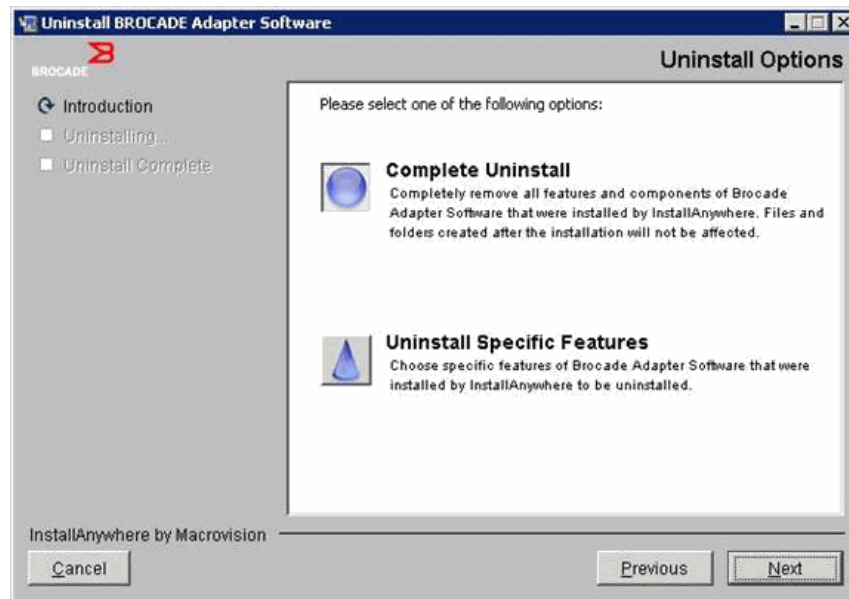 Uninstall BROCADE Adapter Software
BROCADE
Uninstall Options
Introduction
Uninstalling...
Uninstall Complete
Please select one of the following options:
Complete Uninstall
Completely remove all features and components of Brocade
Adapter Software that were installed by InstallAnywhere. Files and
folders created after the installation will not be affected.
Uninstall Specific Features
Choose specific features of Brocade Adapter Software that were
installed by InstallAnywhere to be uninstalled.
InstallAnywhere by Macrovision
Cancel
Previous
Next